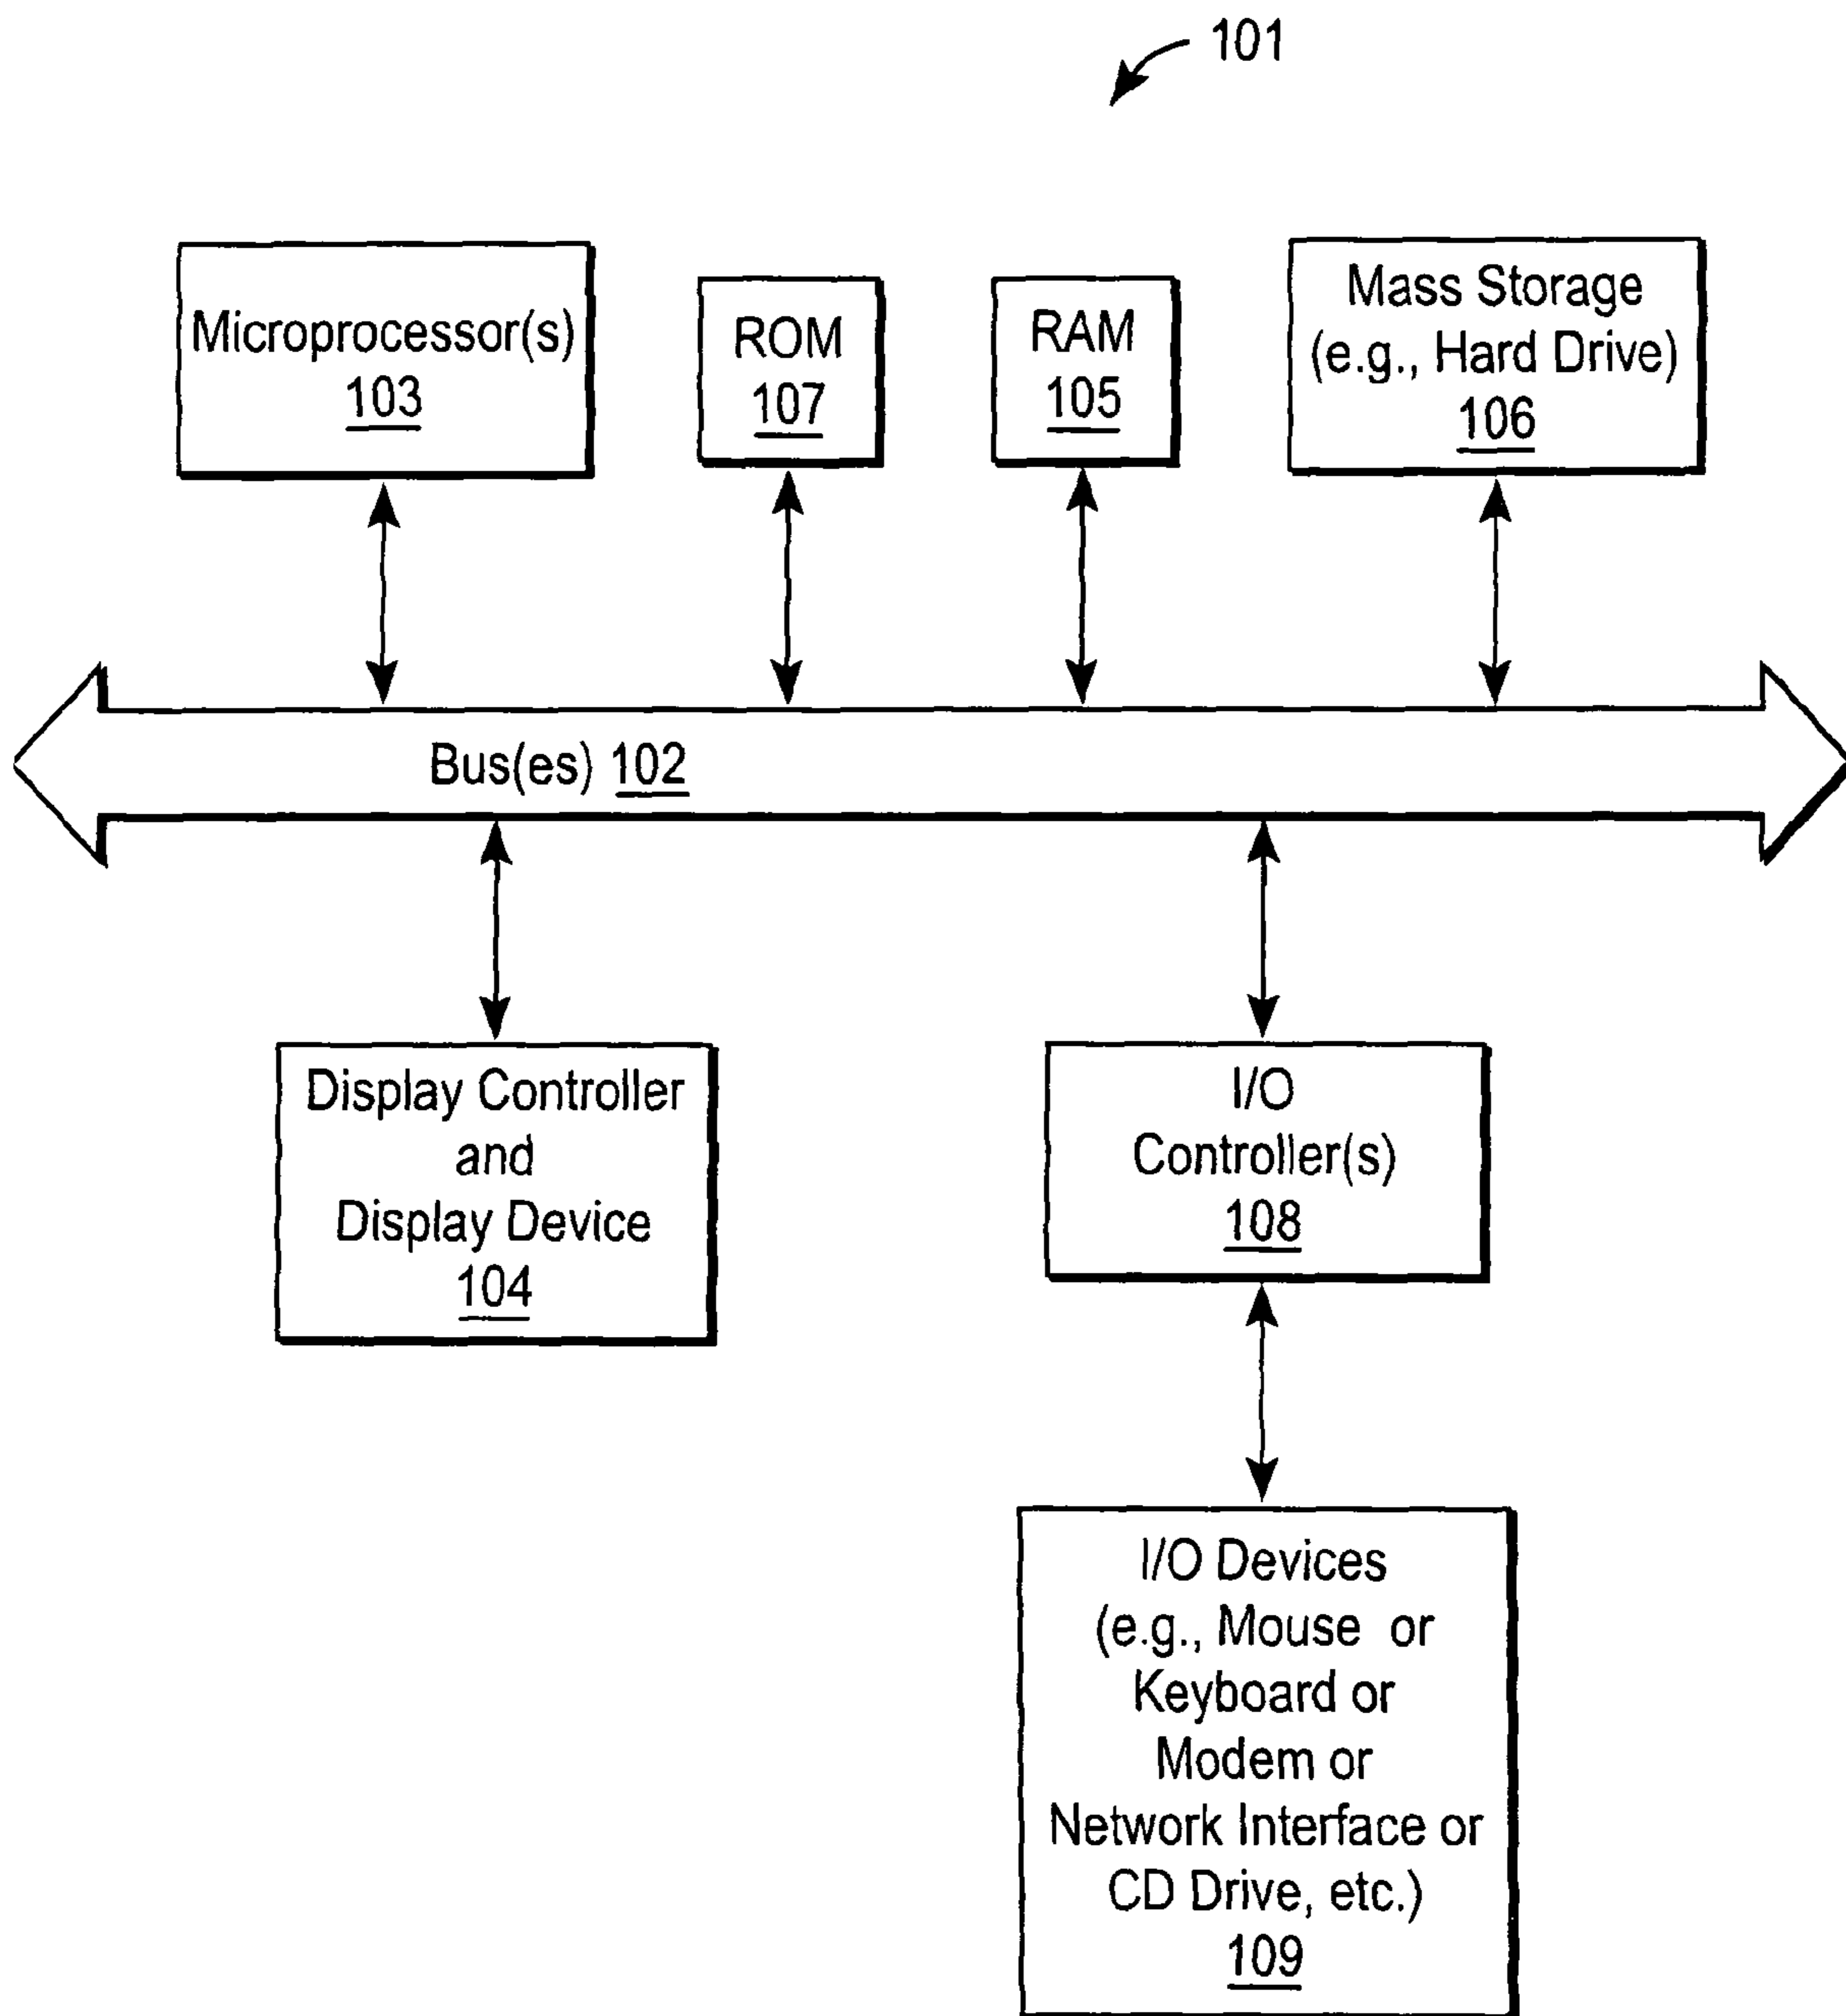 101
Microprocessor(s)
103
ROM
107
RAM
105
Mass Storage
(e.g., Hard Drive)
106
Bus(es) 102
Display Controller
and
Display Device
104
I/O
Controller(s)
108
I/O Devices
(e.g., Mouse or
Keyboard or
Modem or
Network Interface or
CD Drive, etc.)
109